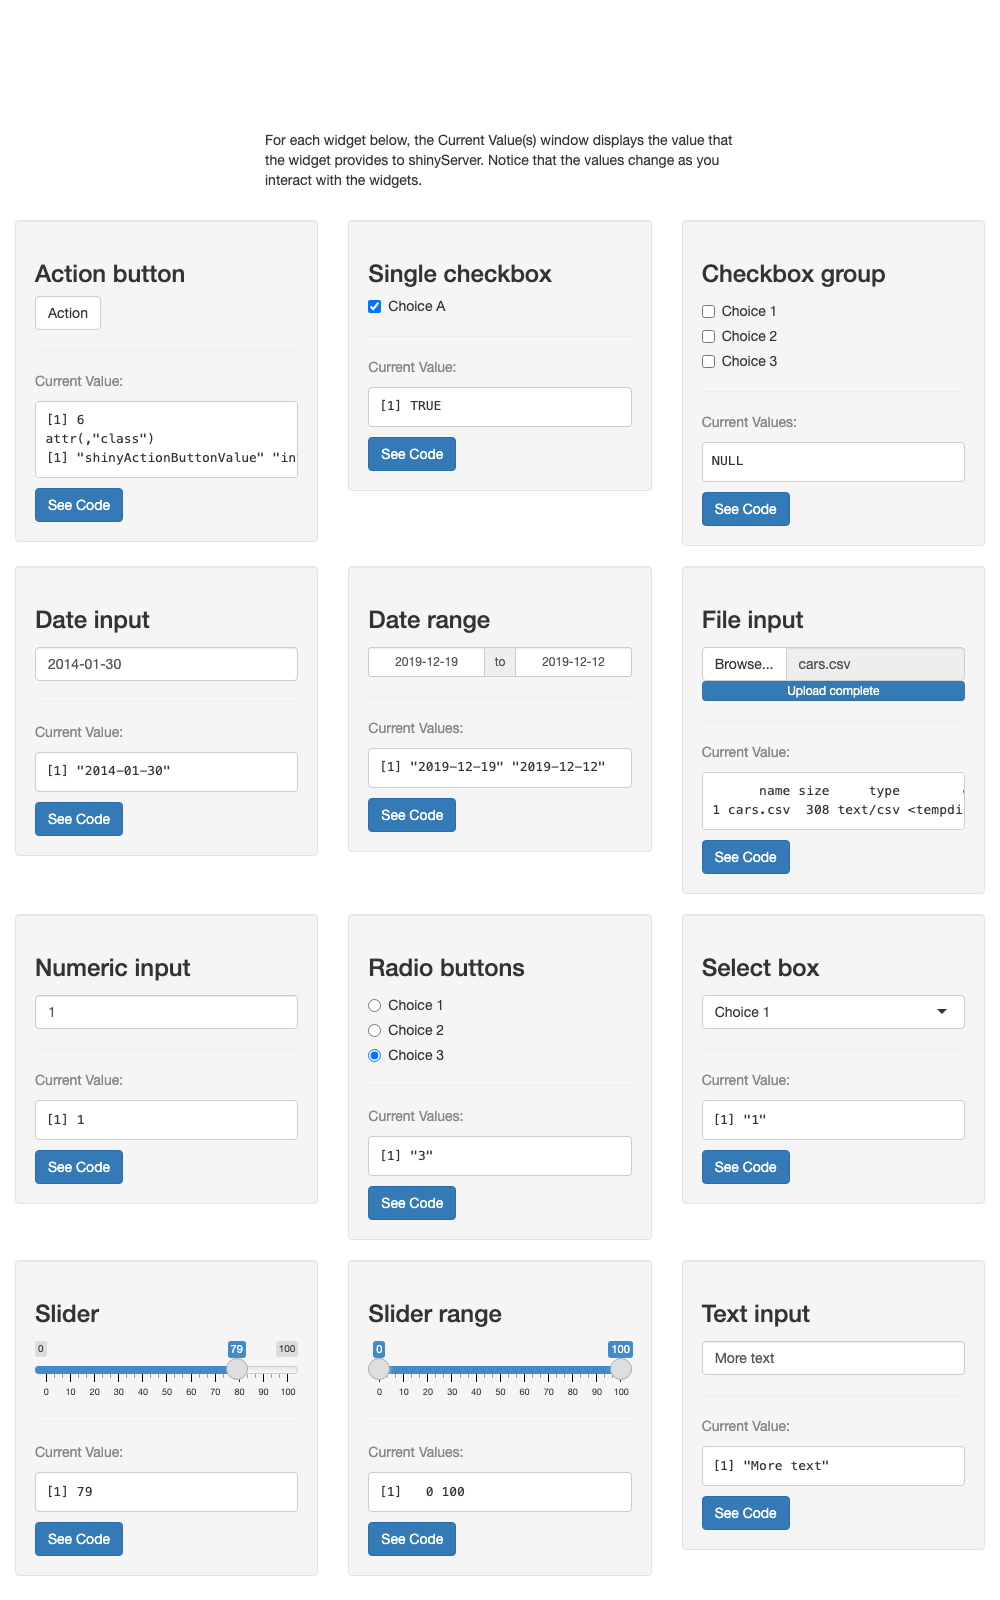 For each widget below, the Current Value(s) window displays the value that
the widget provides to shinyServer. Notice that the values change as you
interact with the widgets.
Action button
Action
Current Value:
[1] 6
attr(,"class")
[1] "shinyActionButtonValue" "in
See Code
Single checkbox
Choice A
Current Value:
[1] TRUE
See Code
Checkbox group
Choice 1
Choice 2
Choice 3
Current Values:
NULL
See Code
Date input
2014-01-30
Current Value:
[1] "2014-01-30"
See Code
Date range
2019-12-19 to 2019-12-12
Current Values:
[1] "2019-12-19" "2019-12-12"
See Code
File input
Browse... cars.csv
Upload complete
Current Value:
name size type
1 cars.csv 308 text/csv <tempdi
See Code
Numeric input
1
Current Value:
[1] 1
See Code
Radio buttons
Choice 1
Choice 2
Choice 3
Current Values:
[1] "3"
See Code
Select box
Choice 1
Current Value:
[1] "1"
See Code
Slider
0 79 100
0 10 20 30 40 50 60 70 80 90 100
Current Value:
[1] 79
See Code
Slider range
0 100
0 10 20 30 40 50 60 70 80 90 100
Current Values:
[1] 0 100
See Code
Text input
More text
Current Value:
[1] "More text"
See Code